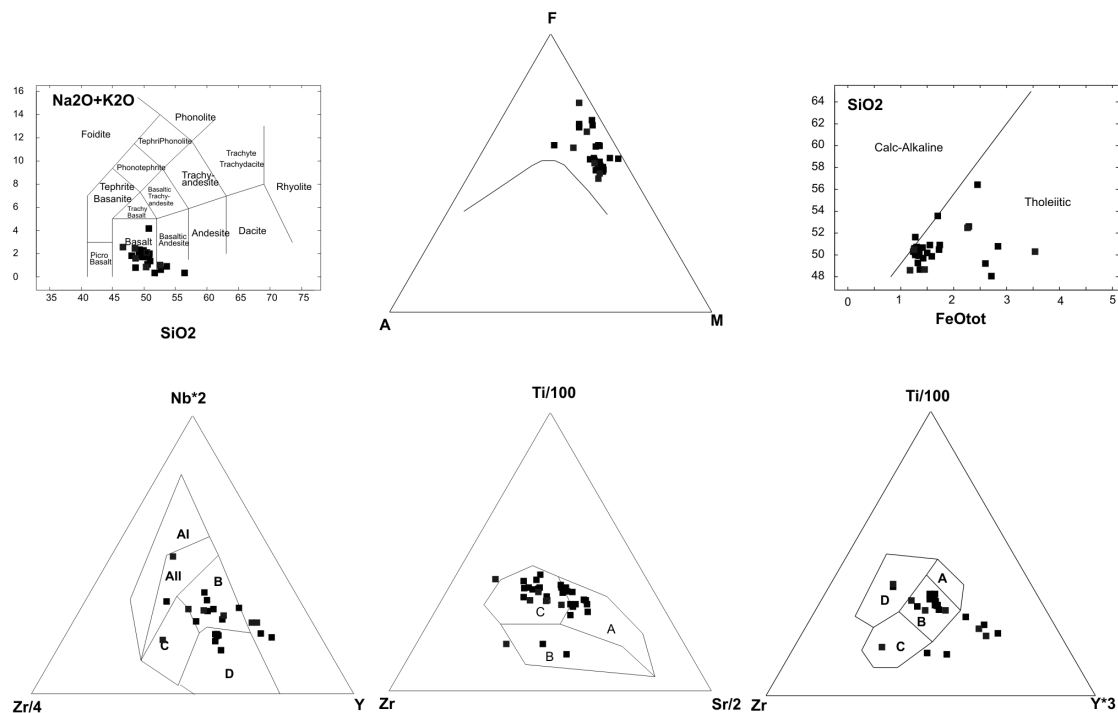 Na2O+K2O
16
14
12
10
8
6
4
2
0
35
40
45
50
55
60
65
70
75
SiO2
Foidite
Phonolite
TephriPhonolite
Phonotephrite
Tephrite
Basanite
Trachy
Basalt
Basaltic
Trachy-
andesite
Trachy-
andesite
Trachyte
Trachydacite
Rhyolite
Picro
Basalt
Basalt
Basaltic
Andesite
Andesite
Dacite
F
A
M
SiO2
64
62
60
58
56
54
52
50
48
0
1
2
3
4
5
FeOtot
Calc-Alkaline
Tholeiitic
Nb*2
AI
AII
B
C
D
Zr/4
Y
Ti/100
C
A
B
Zr
Sr/2
Ti/100
A
D
B
C
Zr
Y*3